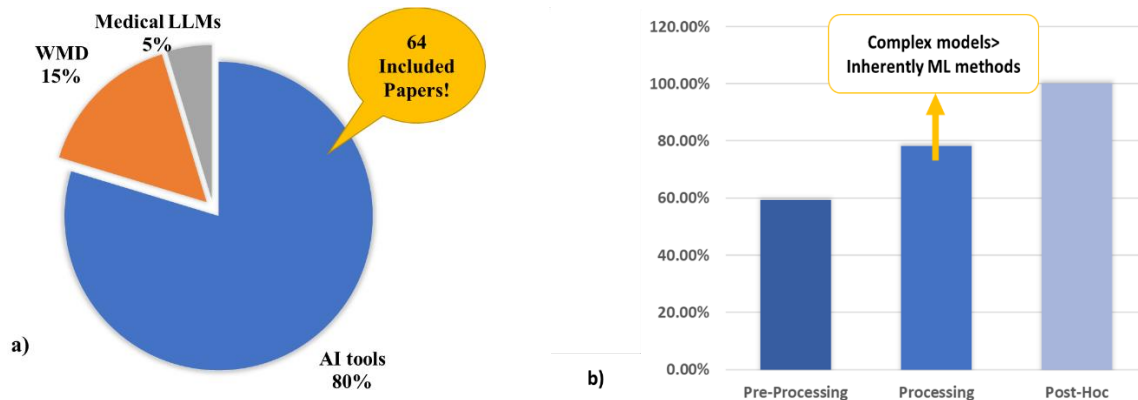 Medical LLMs
5%
WMD
15%
64
Included
Papers!
AI tools
80%
a)
120.00%
100.00%
80.00%
60.00%
40.00%
20.00%
0.00%
Complex models>
Inherently ML methods
Pre-Processing
Processing
Post-Hoc
b)